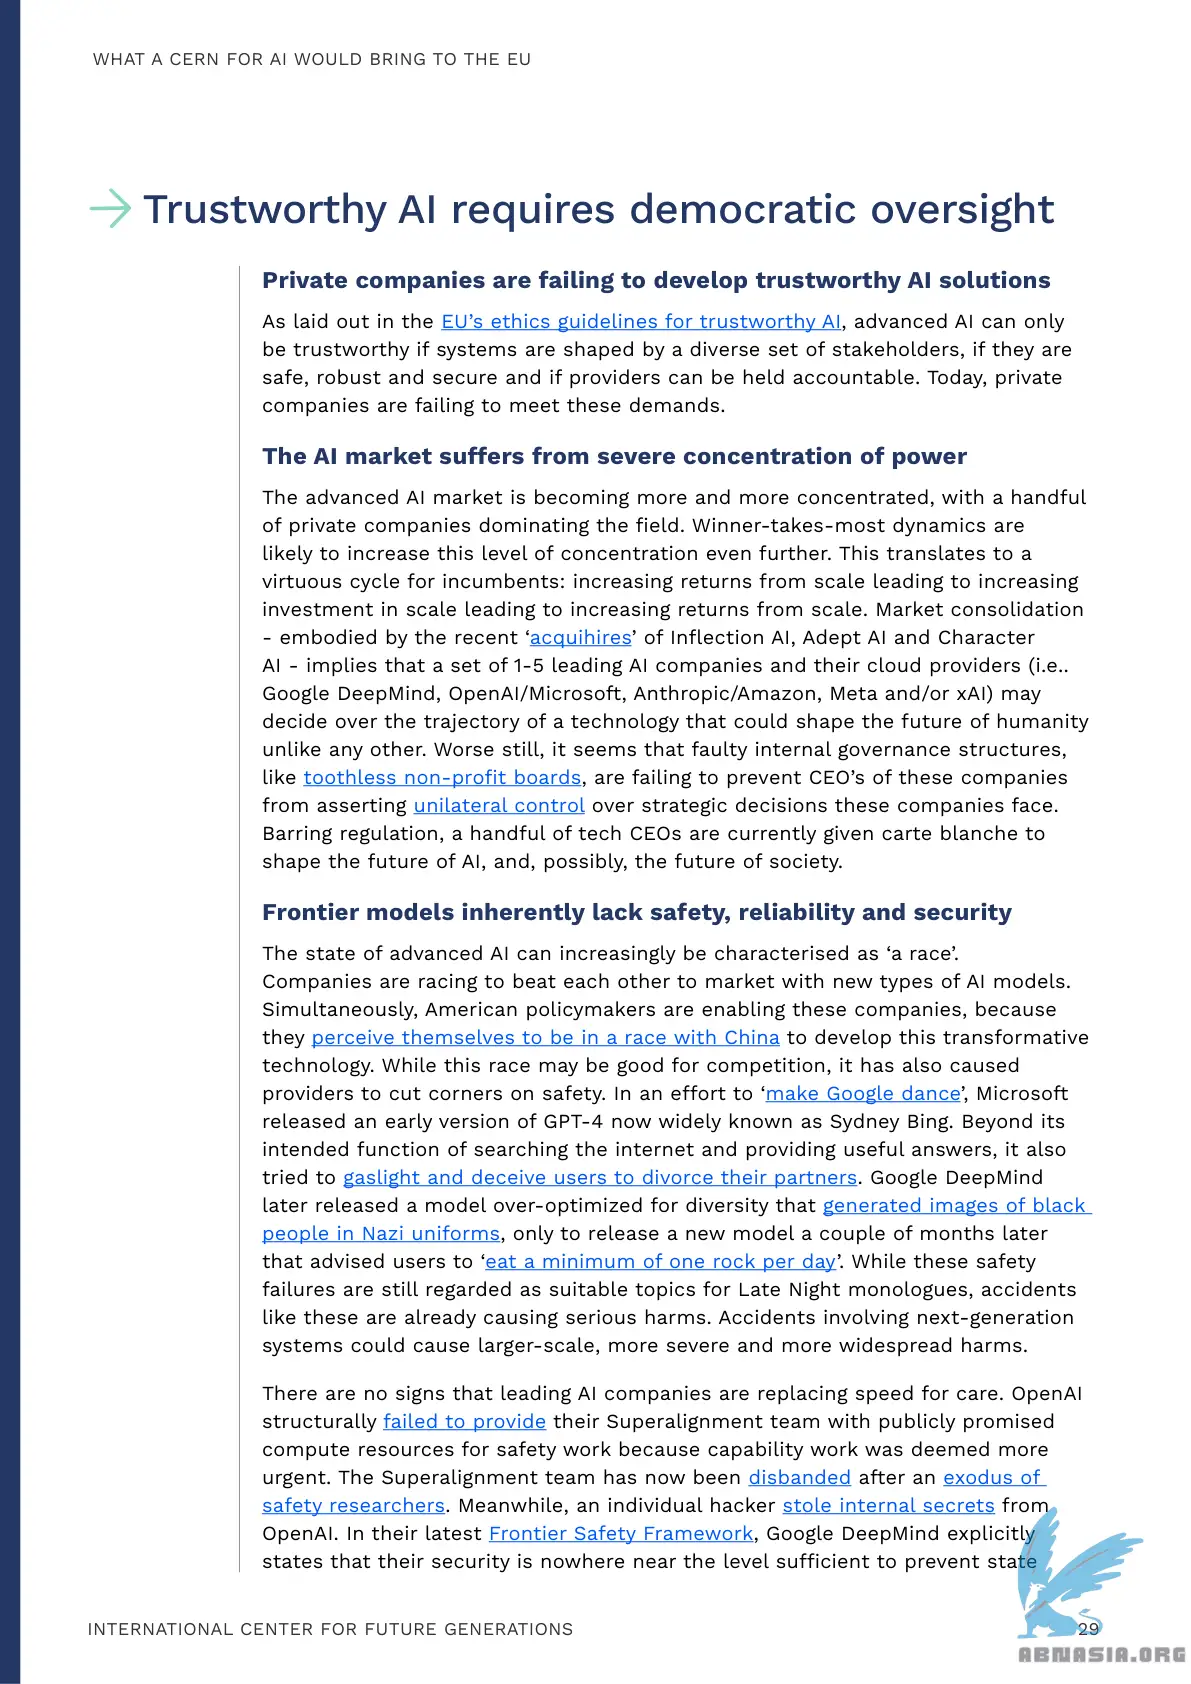 WHAT A CERN FOR AI WOULD BRING TO THE EU
Trustworthy AI requires democratic oversight
Private companies are failing to develop trustworthy AI solutions
As laid out in the EU’s ethics guidelines for trustworthy AI, advanced AI can only
be trustworthy if systems are shaped by a diverse set of stakeholders, if they are
safe, robust and secure and if providers can be held accountable. Today, private
companies are failing to meet these demands.
The AI market suffers from severe concentration of power
The advanced AI market is becoming more and more concentrated, with a handful
of private companies dominating the field. Winner-takes-most dynamics are
likely to increase this level of concentration even further. This translates to a
virtuous cycle for incumbents: increasing returns from scale leading to increasing
investment in scale leading to increasing returns from scale. Market consolidation
- embodied by the recent ‘acquihires’ of Inflection AI, Adept AI and Character
AI - implies that a set of 1-5 leading AI companies and their cloud providers (i.e..
Google DeepMind, OpenAI/Microsoft, Anthropic/Amazon, Meta and/or xAI) may
decide over the trajectory of a technology that could shape the future of humanity
unlike any other. Worse still, it seems that faulty internal governance structures,
like toothless non-profit boards, are failing to prevent CEO’s of these companies
from asserting unilateral control over strategic decisions these companies face.
Barring regulation, a handful of tech CEOs are currently given carte blanche to
shape the future of AI, and, possibly, the future of society.
Frontier models inherently lack safety, reliability and security
The state of advanced AI can increasingly be characterised as ‘a race’.
Companies are racing to beat each other to market with new types of AI models.
Simultaneously, American policymakers are enabling these companies, because
they perceive themselves to be in a race with China to develop this transformative
technology. While this race may be good for competition, it has also caused
providers to cut corners on safety. In an effort to ‘make Google dance’, Microsoft
released an early version of GPT-4 now widely known as Sydney Bing. Beyond its
intended function of searching the internet and providing useful answers, it also
tried to gaslight and deceive users to divorce their partners. Google DeepMind
later released a model over-optimized for diversity that generated images of black
people in Nazi uniforms, only to release a new model a couple of months later
that advised users to ‘eat a minimum of one rock per day’. While these safety
failures are still regarded as suitable topics for Late Night monologues, accidents
like these are already causing serious harms. Accidents involving next-generation
systems could cause larger-scale, more severe and more widespread harms.
There are no signs that leading AI companies are replacing speed for care. OpenAI
structurally failed to provide their Superalignment team with publicly promised
compute resources for safety work because capability work was deemed more
urgent. The Superalignment team has now been disbanded after an exodus of
safety researchers. Meanwhile, an individual hacker stole internal secrets from
OpenAI. In their latest Frontier Safety Framework, Google DeepMind explicitly
states that their security is nowhere near the level sufficient to prevent state
INTERNATIONAL CENTER FOR FUTURE GENERATIONS
29
ABNASIA.ORG